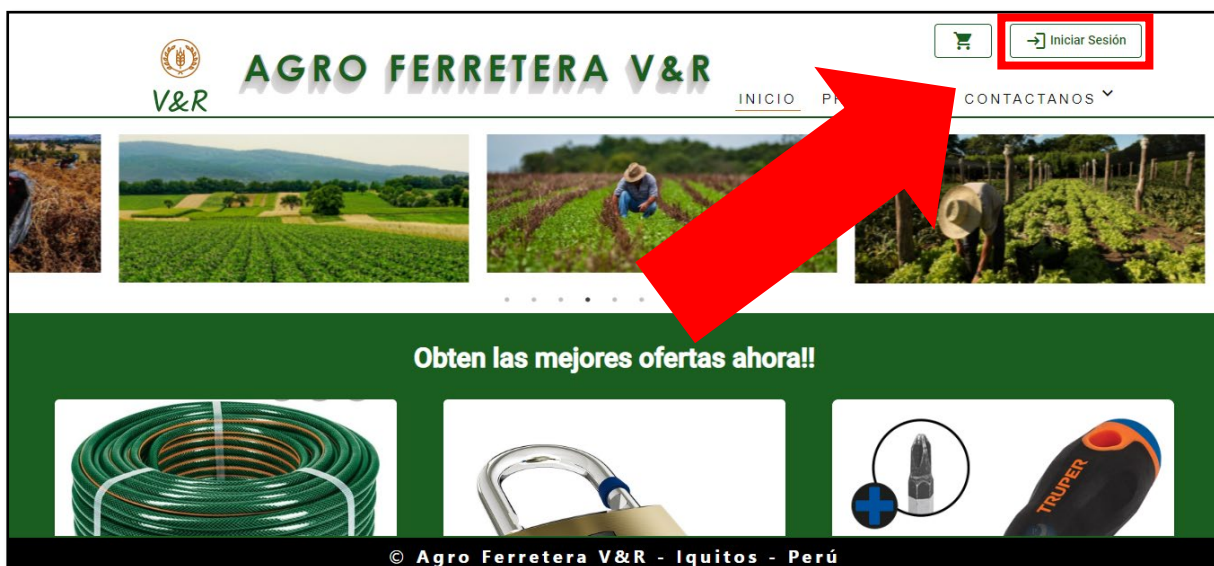 Iniciar Sesión
AGRO FERRETERA V&R
V&R
INICIO
CONTACTANOS
Obten las mejores ofertas ahora!!
TRUPER
© Agro Ferretera V&R - Iquitos - Perú